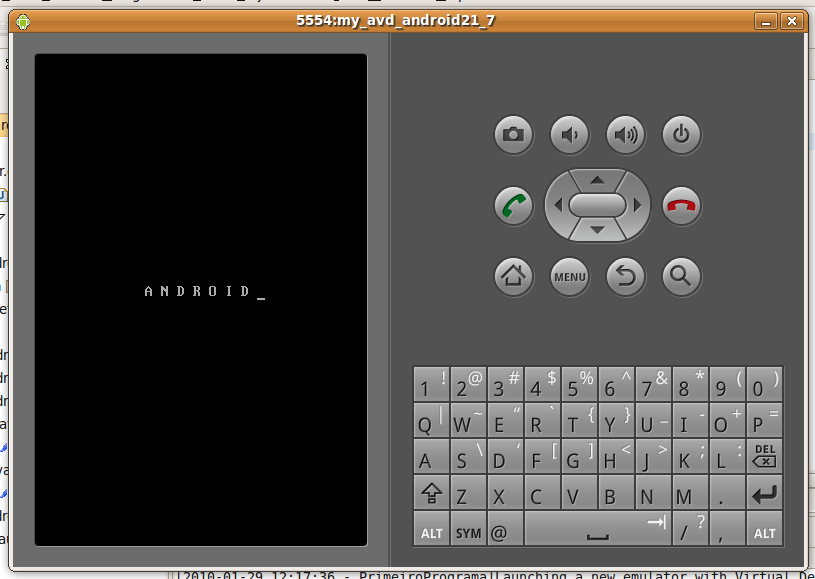 5554:my_avd_android21_7
A N D R O I D _
MENU
1 ! 2 @ 3 # 4 $ 5 % 6 ^ 7 & 8 * 9 ( 0 )
Q | W ~ E “ R ` T { Y } U _ I - O + P =
A S \ D ‘ F [ G ] H < J > K ; L : DEL
Z X C V B N M .
ALT SYM @ / ? , ALT
[2010-01-29 12:17:36 - PrimeiroPrograma]Launching a new emulator with Virtual De